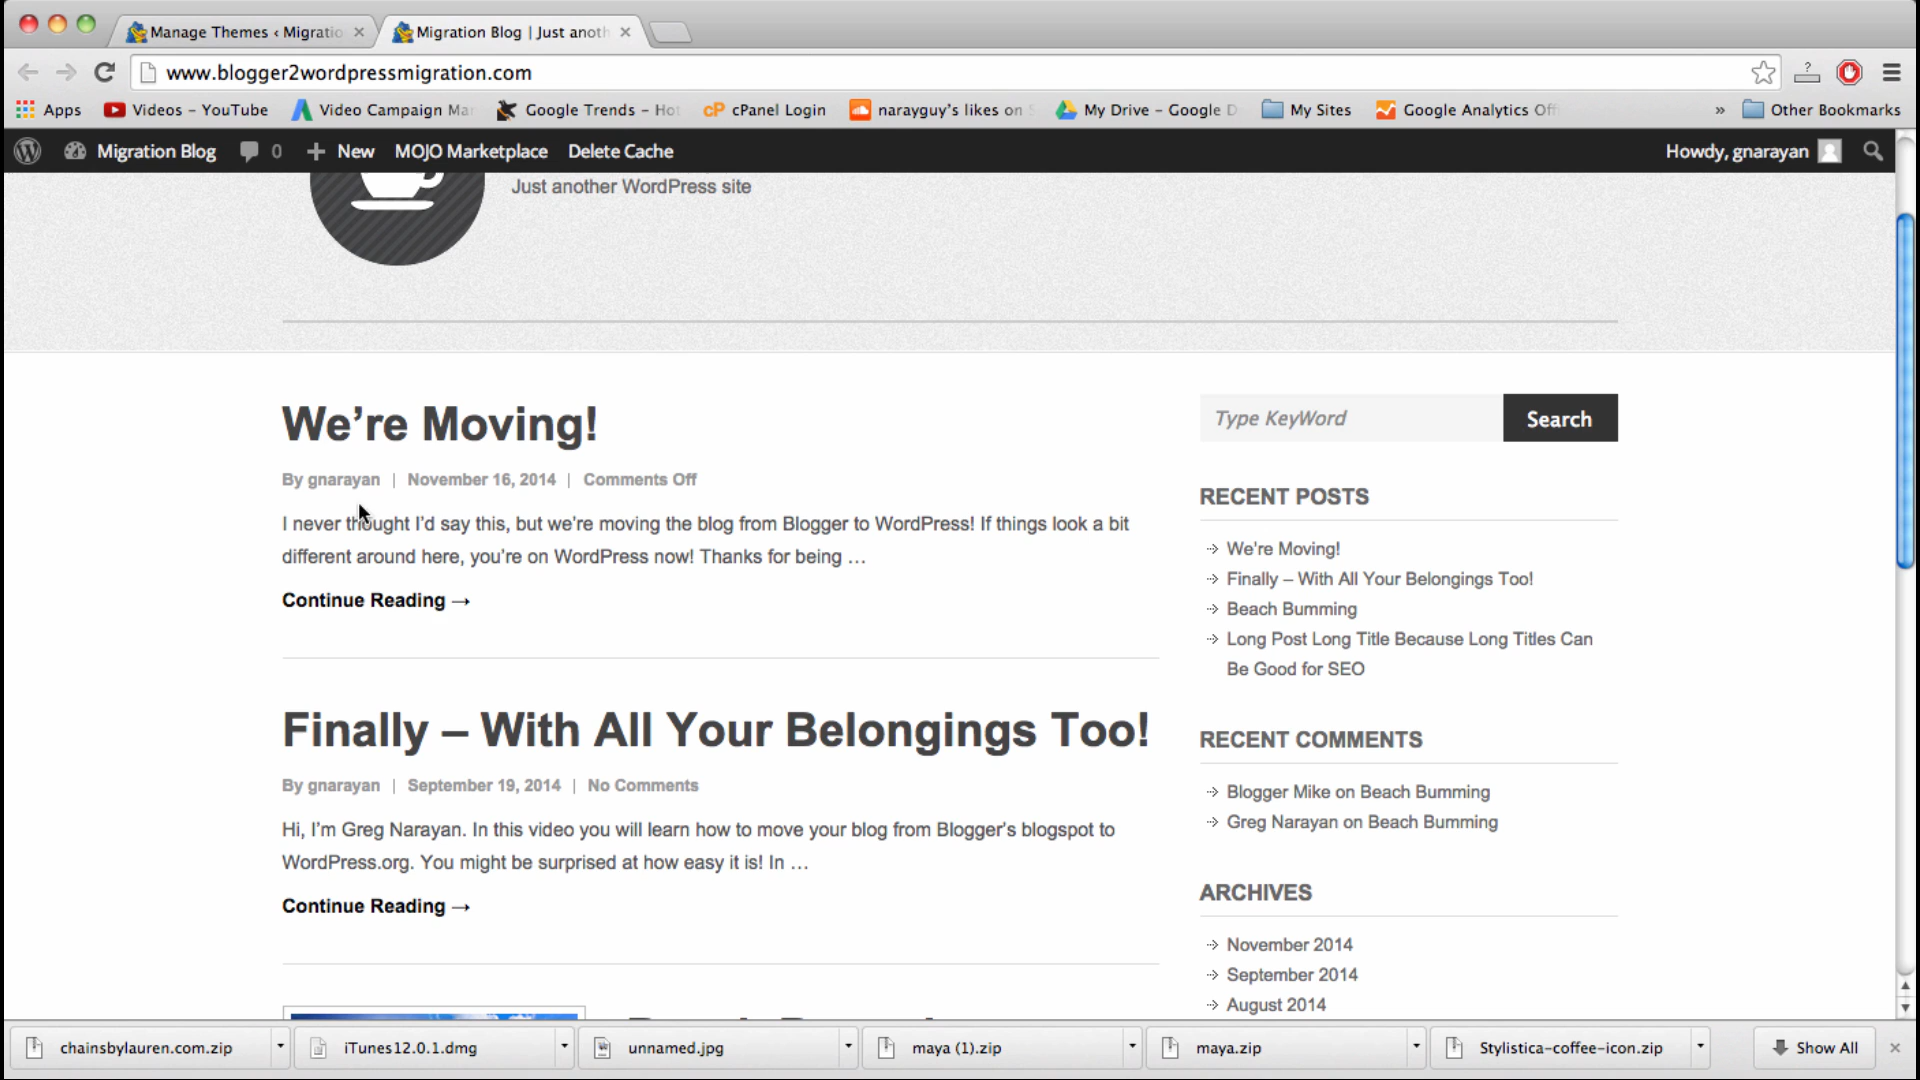 Manage Themes ‹ Migratio
Migration Blog | Just anoth
www.blogger2wordpressmigration.com
Apps
Videos – YouTube
Video Campaign Ma
Google Trends – Hot
cPanel Login
narayguy's likes on S
My Drive – Google D
My Sites
Google Analytics Off
»
Other Bookmarks
Migration Blog
0
New
MOJO Marketplace
Delete Cache
Howdy, gnarayan
Just another WordPress site
We’re Moving!
By gnarayan | November 16, 2014 | Comments Off
I never thought I’d say this, but we’re moving the blog from Blogger to WordPress! If things look a bit
different around here, you’re on WordPress now! Thanks for being …
Continue Reading →
Finally – With All Your Belongings Too!
By gnarayan | September 19, 2014 | No Comments
Hi, I’m Greg Narayan. In this video you will learn how to move your blog from Blogger’s blogspot to
WordPress.org. You might be surprised at how easy it is! In …
Continue Reading →
Type KeyWord
Search
RECENT POSTS
We’re Moving!
Finally – With All Your Belongings Too!
Beach Bumming
Long Post Long Title Because Long Titles Can
Be Good for SEO
RECENT COMMENTS
Blogger Mike on Beach Bumming
Greg Narayan on Beach Bumming
ARCHIVES
November 2014
September 2014
August 2014
chainsbylauren.com.zip
iTunes12.0.1.dmg
unnamed.jpg
maya (1).zip
maya.zip
Stylistica-coffee-icon.zip
Show All